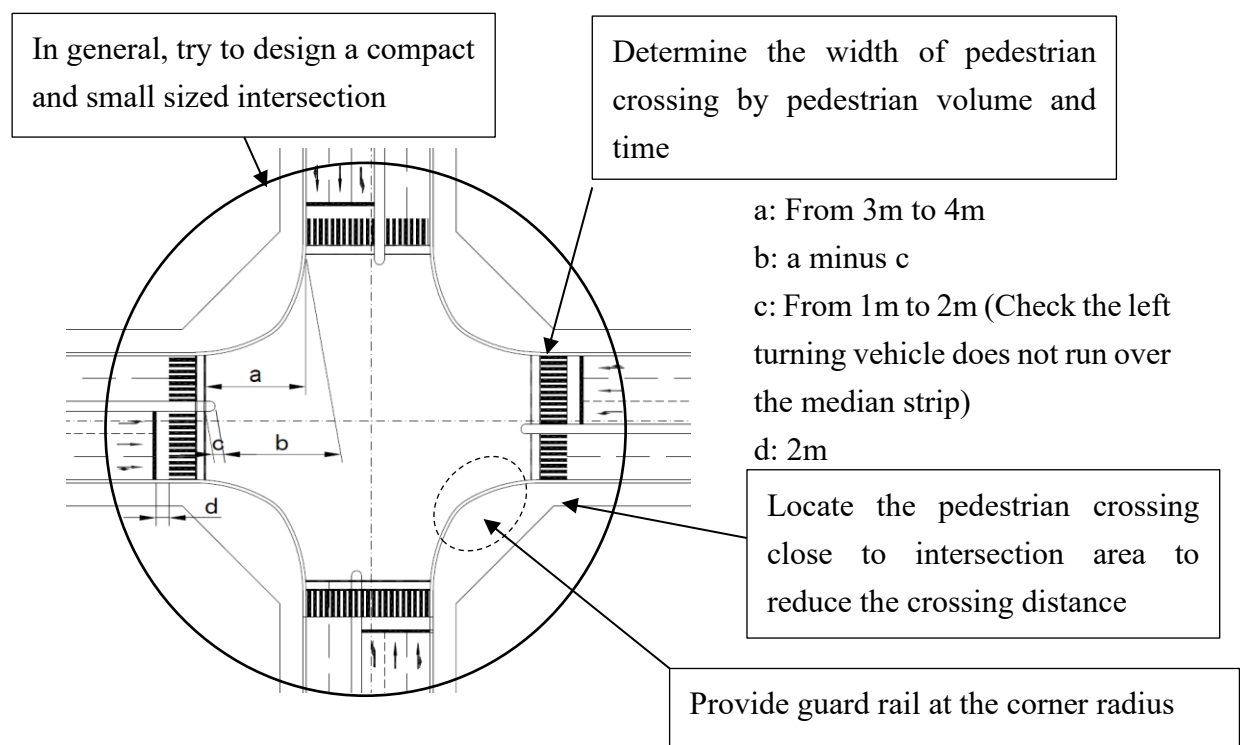 In general, try to design a compact
and small sized intersection
Determine the width of pedestrian
crossing by pedestrian volume and
time
a: From 3m to 4m
b: a minus c
c: From 1m to 2m (Check the left
turning vehicle does not run over
the median strip)
d: 2m
a
c
b
d
Locate the pedestrian crossing
close to intersection area to
reduce the crossing distance
Provide guard rail at the corner radius